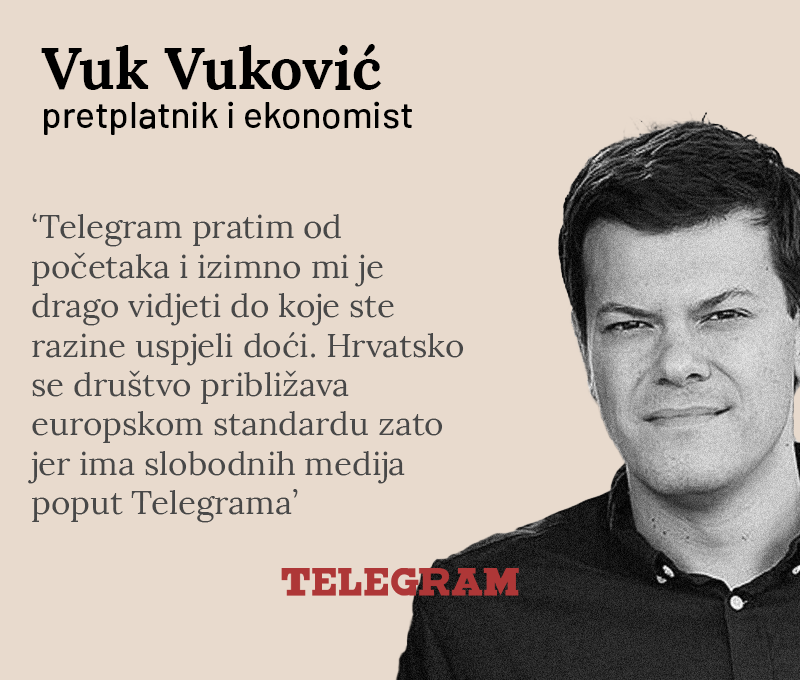 Vuk Vuković
pretplatnik i ekonomist
‘Telegram pratim od
početaka i izimno mi je
drago vidjeti do koje ste
razine uspjeli doći. Hrvatsko
se društvo približava
europskom standardu zato
jer ima slobodnih medija
poput Telegrama’
TELEGRAM